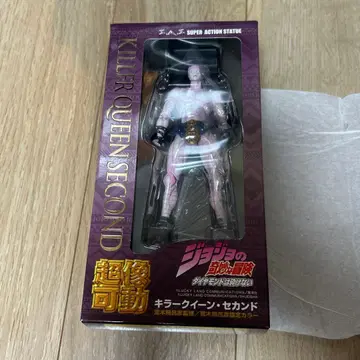 S.A.S SUPER ACTION STATUE
KILLER QUEEN SECOND
超像
可動
ジョジョの
奇妙な冒険
ダイヤモンドは砕けない
キラークイーン・セカンド
荒木飛呂彦指定カラー